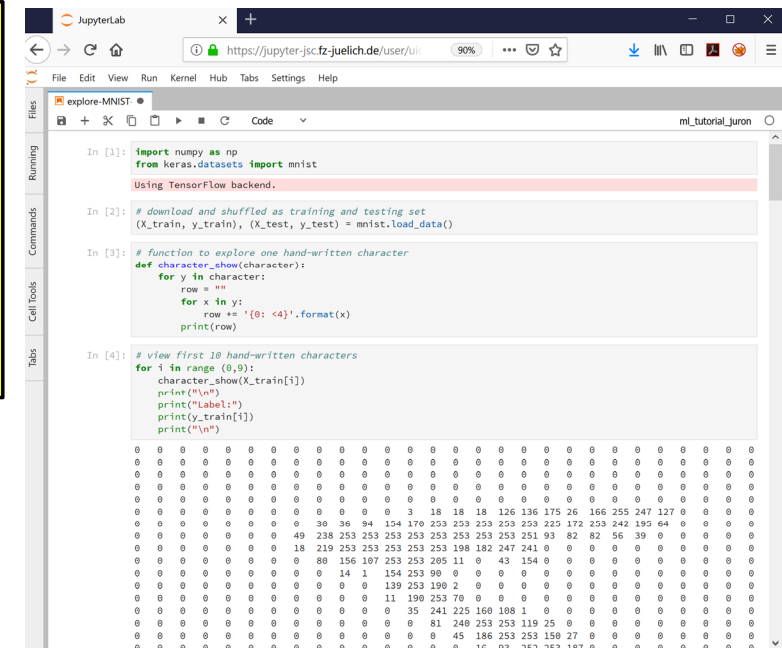 JupyterLab
https://jupyter-jsc.fz-juelich.de/user/
90%
File Edit View Run Kernel Hub Tabs Settings Help
Files
Running
Commands
Cell Tools
Tabs
explore-MNIST-
Code
ml_tutorial_juron
In [1]: import numpy as np
from keras.datasets import mnist
Using TensorFlow backend.
In [2]: # download and shuffled as training and testing set
(X_train, y_train), (X_test, y_test) = mnist.load_data()
In [3]: # function to explore one hand-written character
def character_show(character):
for y in character:
row = ""
for x in y:
row += '{0: <4}'.format(x)
print(row)
In [4]: # view first 10 hand-written characters
for i in range (0,9):
character_show(X_train[i])
print("\n")
print("Label:")
print(y_train[i])
print("\n")
0 0 0 0 0 0 0 0 0 0 0 0 0 0 0 0 0 0 0 0 0 0 0 0 0 0 0 0
0 0 0 0 0 0 0 0 0 0 0 0 0 0 0 0 0 0 0 0 0 0 0 0 0 0 0 0
0 0 0 0 0 0 0 0 0 0 0 0 0 0 0 0 0 0 0 0 0 0 0 0 0 0 0 0
0 0 0 0 0 0 0 0 0 0 0 0 0 0 0 0 0 0 0 0 0 0 0 0 0 0 0 0
0 0 0 0 0 0 0 0 0 0 0 0 0 0 0 0 0 0 0 0 0 0 0 0 0 0 0 0
0 0 0 0 0 0 0 0 0 0 0 0 3 18 18 18 126 136 175 26 166 255 247 127 0 0 0 0
0 0 0 0 0 0 0 0 30 36 94 154 170 253 253 253 253 253 225 172 253 242 195 64 0 0 0 0
0 0 0 0 0 0 0 49 238 253 253 253 253 253 253 253 253 251 93 82 82 56 39 0 0 0 0 0
0 0 0 0 0 0 0 18 219 253 253 253 253 253 198 182 247 241 0 0 0 0 0 0 0 0 0 0
0 0 0 0 0 0 0 0 80 156 107 253 253 205 11 0 43 154 0 0 0 0 0 0 0 0 0 0
0 0 0 0 0 0 0 0 0 14 1 154 253 90 0 0 0 0 0 0 0 0 0 0 0 0 0 0
0 0 0 0 0 0 0 0 0 0 0 139 253 190 2 0 0 0 0 0 0 0 0 0 0 0 0 0
0 0 0 0 0 0 0 0 0 0 0 11 190 253 70 0 0 0 0 0 0 0 0 0 0 0 0 0
0 0 0 0 0 0 0 0 0 0 0 0 35 241 225 160 108 1 0 0 0 0 0 0 0 0 0 0
0 0 0 0 0 0 0 0 0 0 0 0 0 81 240 253 253 119 25 0 0 0 0 0 0 0 0 0
0 0 0 0 0 0 0 0 0 0 0 0 0 0 45 186 253 253 150 27 0 0 0 0 0 0 0 0
0 0 0 0 0 0 0 0 0 0 0 0 0 0 0 16 93 252 253 187 0 0 0 0 0 0 0 0